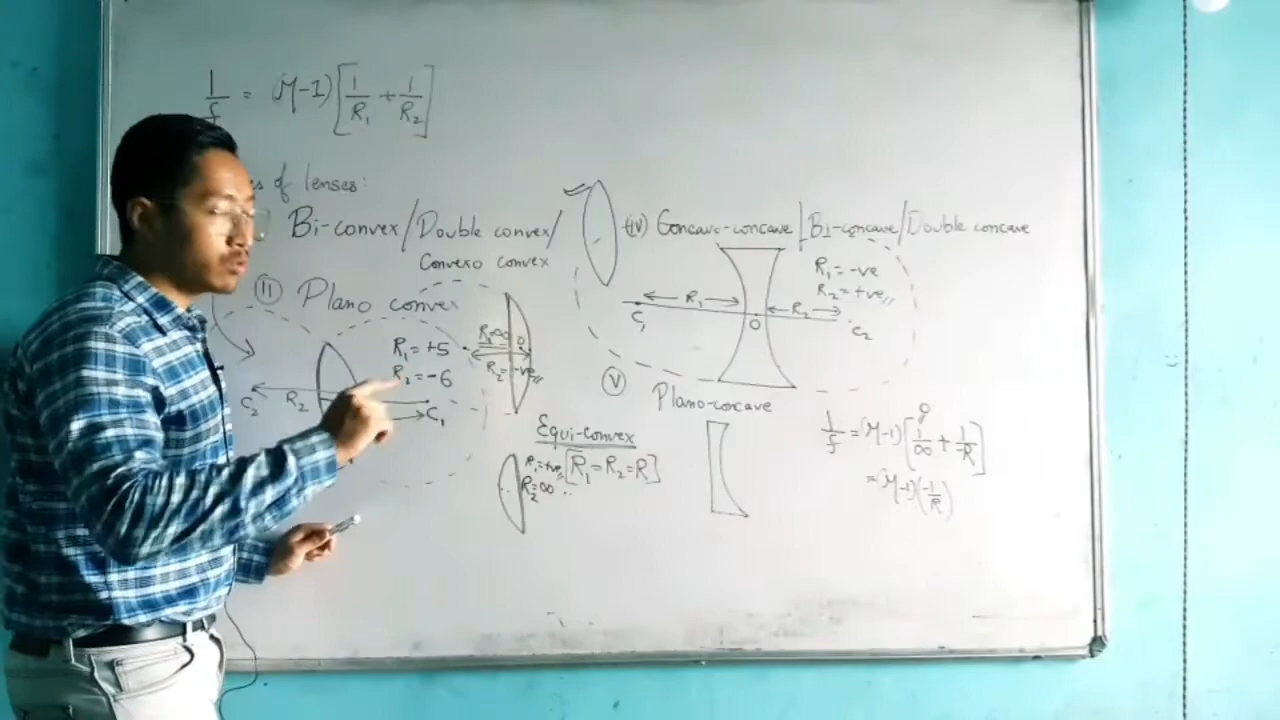 1/f = (μ-1)[1/R₁ + 1/R₂]
of lenses:
Bi-convex/Double convex/
Convexo convex
(ii) Plano convex
R₁ = +5
R₂ = -6
C₂
R₂
C₁
R₁=∞
O
R₂=-ve
Equi-convex
[R₁=R₂=R]
R₁=+ve
R₂=∞
(iv) Concave-concave/Bi-concave/Double concave
R₁ = -ve
R₂ = +ve
R₁
R₂
C₁
O
C₂
(v) Plano-concave
0
1/f = (μ-1)[1/∞ + 1/-R]
= (μ-1)(-1/R)